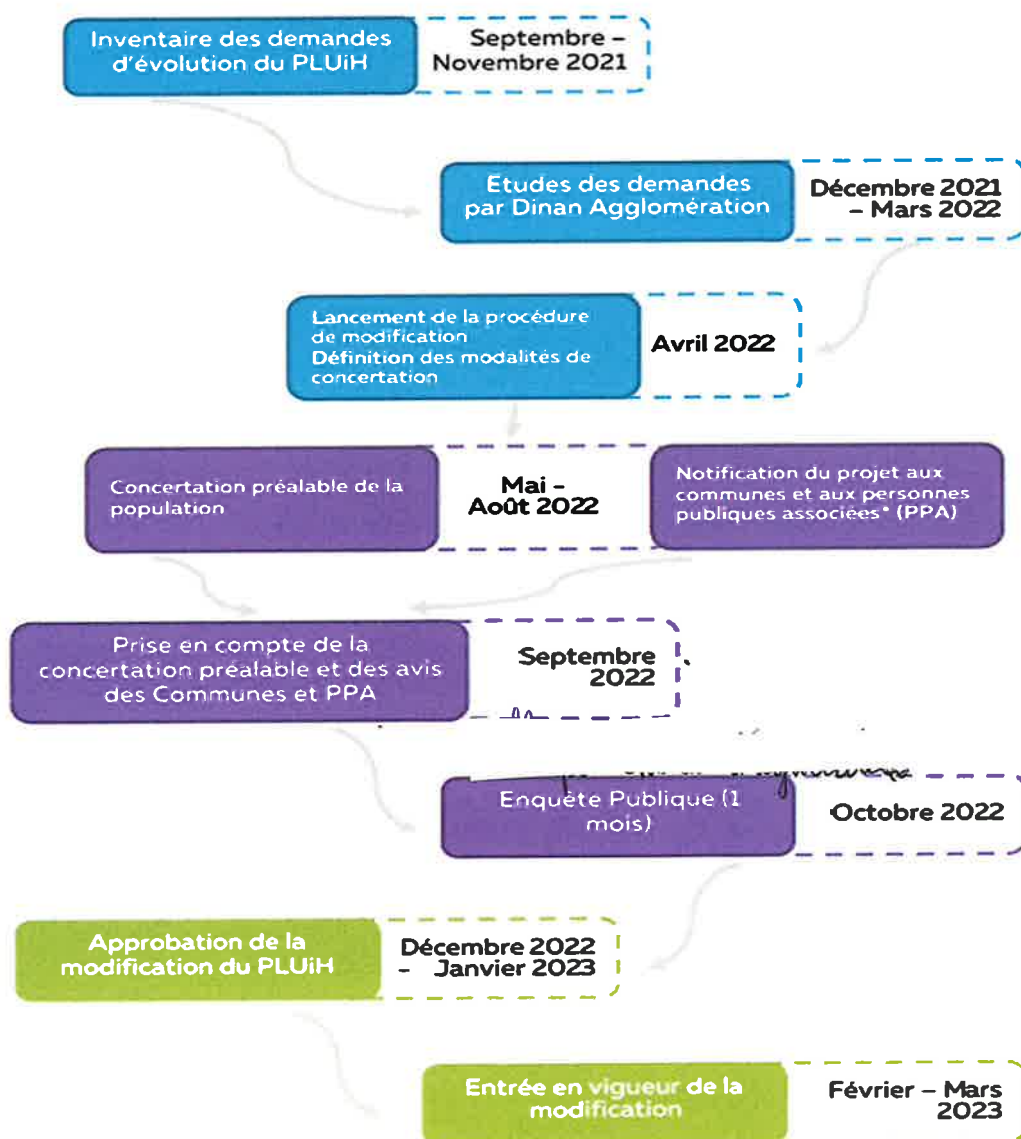 Inventaire des demandes
d'évolution du PLUiH
Septembre –
Novembre 2021
Etudes des demandes
par Dinan Agglomération
Décembre 2021
– Mars 2022
Lancement de la procédure
de modification
Définition des modalités de
concertation
Avril 2022
Concertation préalable de la
population
Mai –
Août 2022
Notification du projet aux
communes et aux personnes
publiques associées* (PPA)
Prise en compte de la
concertation préalable et des avis
des Communes et PPA
Septembre
2022
Enquête Publique (1
mois)
Octobre 2022
Approbation de la
modification du PLUiH
Décembre 2022
- Janvier 2023
Entrée en vigueur de la
modification
Février – Mars
2023